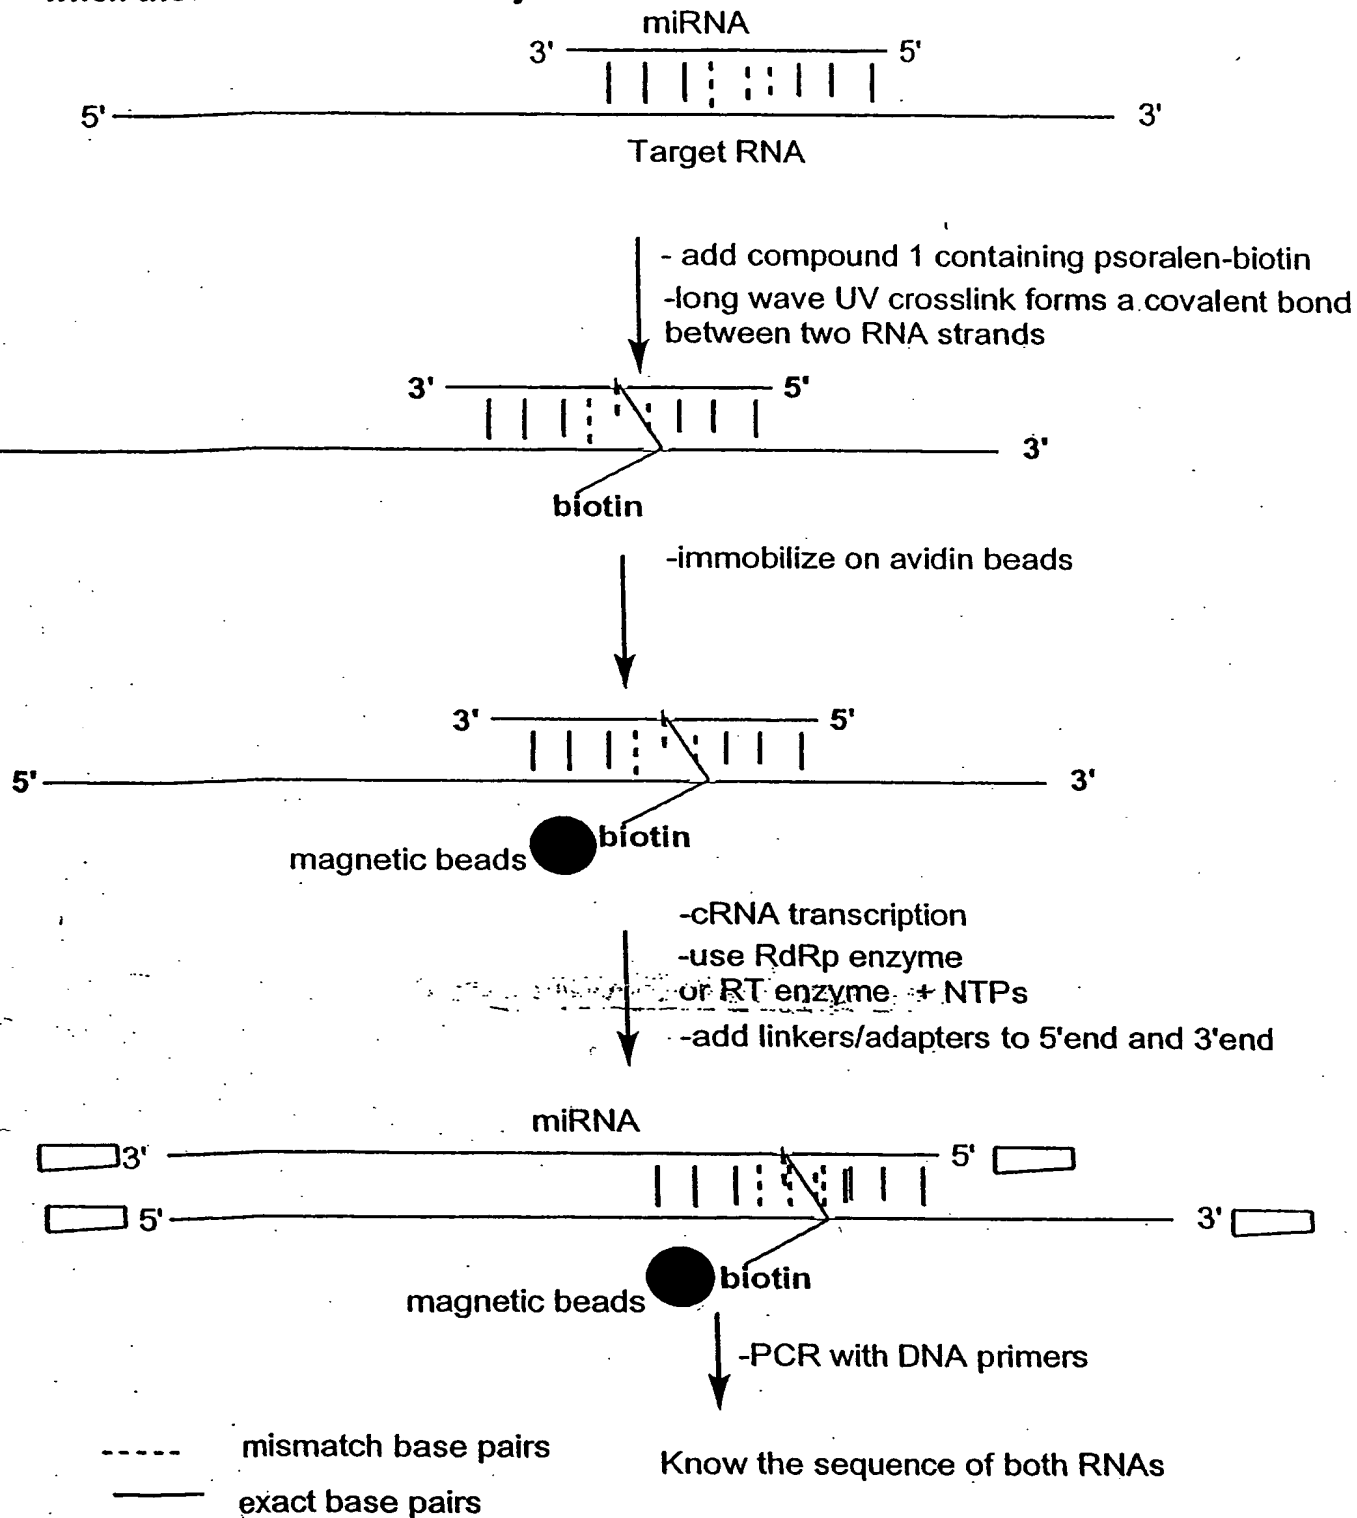 miRNA
3' 5'
5' 3'
Target RNA
- add compound 1 containing psoralen-biotin
-long wave UV crosslink forms a covalent bond
between two RNA strands
3' 5'
3'
biotin
-immobilize on avidin beads
3' 5'
5' 3'
biotin
magnetic beads
-cRNA transcription
-use RdRp enzyme
or RT enzyme + NTPs
-add linkers/adapters to 5'end and 3'end
miRNA
3' 5'
5' 3'
biotin
magnetic beads
-PCR with DNA primers
mismatch base pairs
Know the sequence of both RNAs
exact base pairs